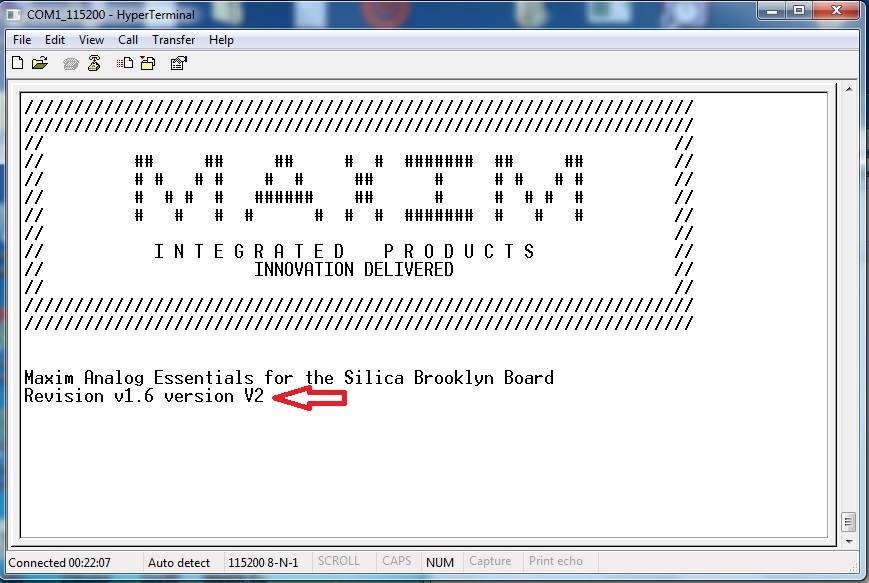 COM1_115200 - HyperTerminal
File Edit View Call Transfer Help
///////////////////////////////////////////////////////////////////
///////////////////////////////////////////////////////////////////
//                                                               //
//         ##     ##     ##     #  #  #######  ##     ##         //
//         # #   # #    #  #     ##      #     # #   # #         //
//         #  # #  #   ######    ##      #     #  # #  #         //
//         #   #   #  #      #  #  #  #######  #   #   #         //
//                                                               //
//           I N T E G R A T E D    P R O D U C T S              //
//                     INNOVATION DELIVERED                      //
//                                                               //
///////////////////////////////////////////////////////////////////
///////////////////////////////////////////////////////////////////
Maxim Analog Essentials for the Silica Brooklyn Board
Revision v1.6 version V2
Connected 00:22:07 Auto detect 115200 8-N-1 SCROLL CAPS NUM Capture Print echo